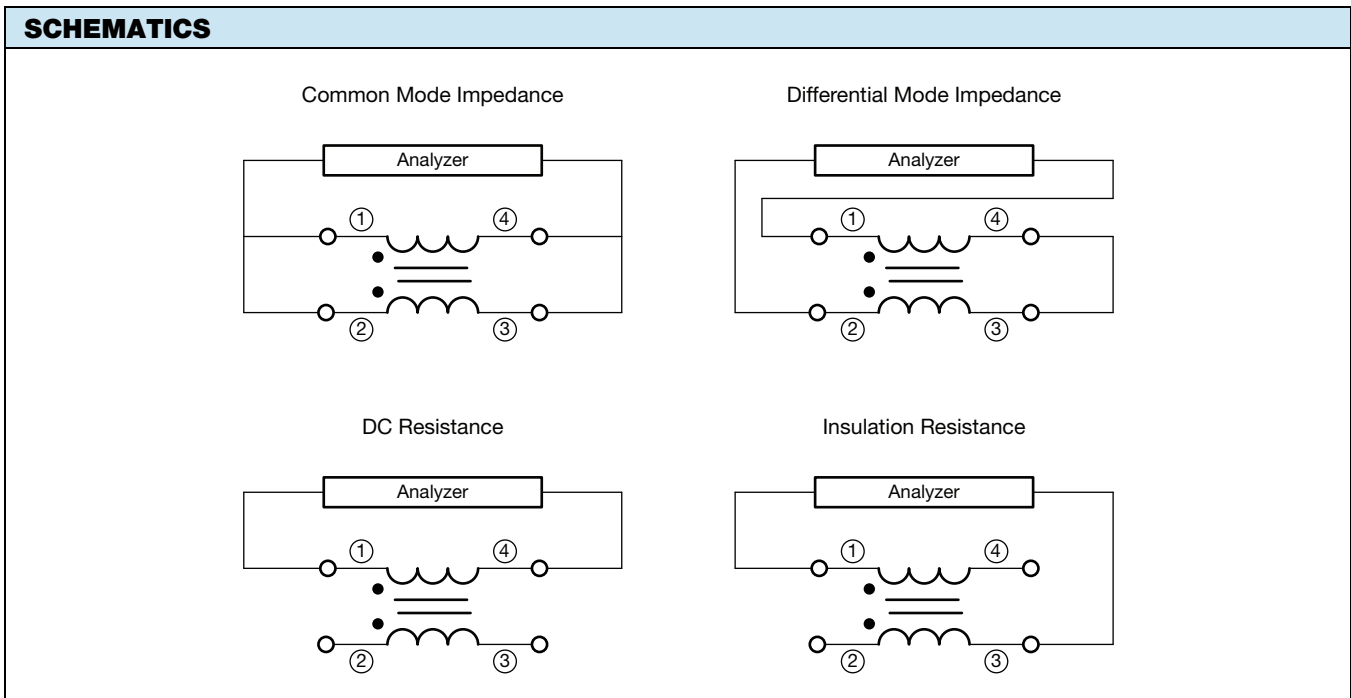 SCHEMATICS
Common Mode Impedance
Analyzer
1 4
2 3
Differential Mode Impedance
Analyzer
1 4
2 3
DC Resistance
Analyzer
1 4
2 3
Insulation Resistance
Analyzer
1 4
2 3